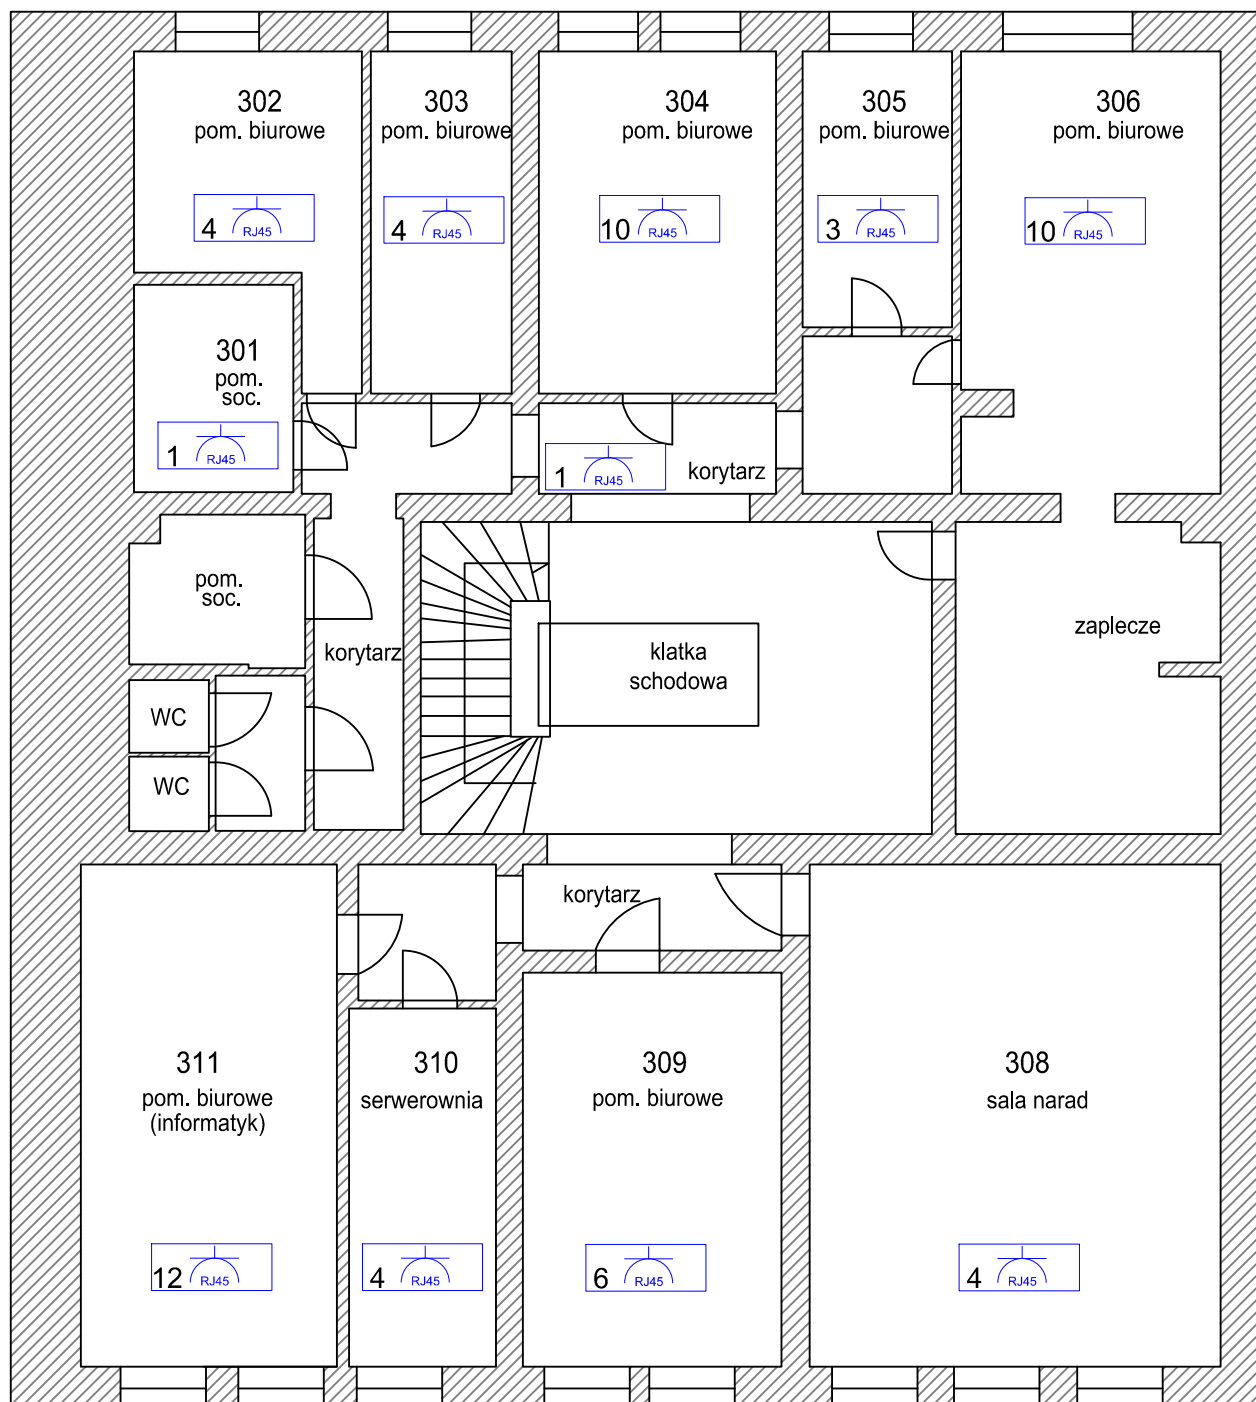 302
pom. biurowe
4 RJ45
303
pom. biurowe
4 RJ45
304
pom. biurowe
10 RJ45
305
pom. biurowe
3 RJ45
306
pom. biurowe
10 RJ45
301
pom.
soc.
1 RJ45
1 RJ45
korytarz
pom.
soc.
korytarz
klatka
schodowa
zaplecze
WC
WC
korytarz
311
pom. biurowe
(informatyk)
12 RJ45
310
serwerownia
4 RJ45
309
pom. biurowe
6 RJ45
308
sala narad
4 RJ45